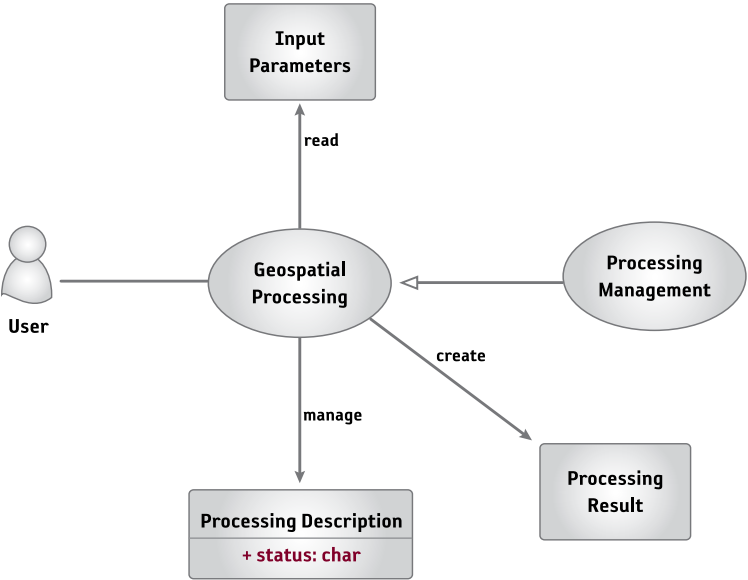 Input
Parameters
read
Geospatial
Processing
Processing
Management
User
create
manage
Processing
Result
Processing Description
+ status: char